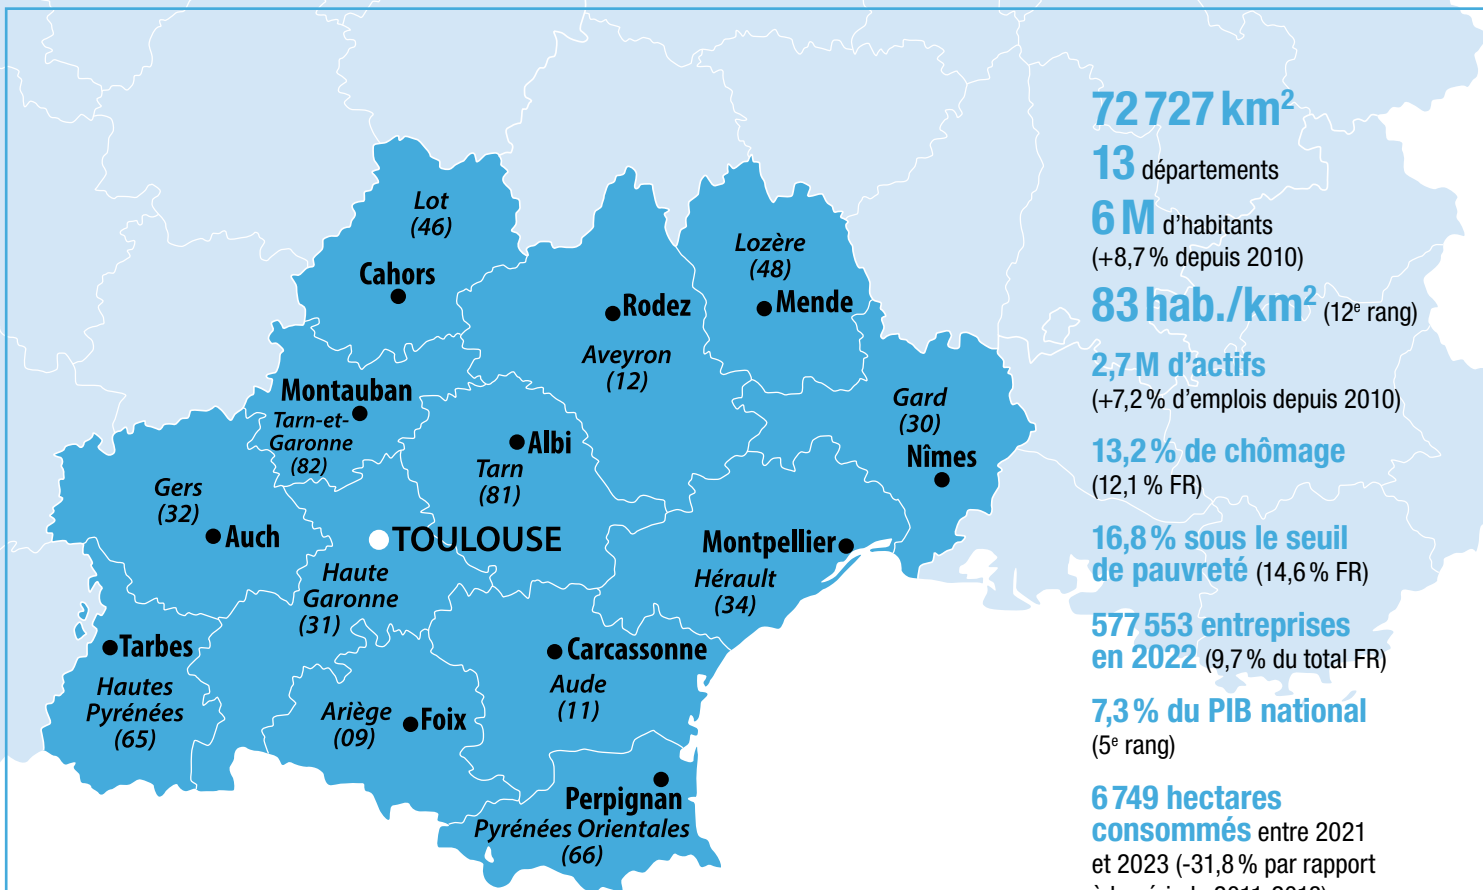 Lot
(46)
Cahors
Lozère
(48)
Mende
Rodez
Aveyron
(12)
Montauban
Tarn-et-
Garonne
(82)
Gard
(30)
Nîmes
Albi
Tarn
(81)
Gers
(32)
Auch
TOULOUSE
Haute
Garonne
(31)
Montpellier
Hérault
(34)
Tarbes
Hautes
Pyrénées
(65)
Carcassonne
Aude
(11)
Ariège
(09)
Foix
Perpignan
Pyrénées Orientales
(66)
72 727 km²
13 départements
6 M d’habitants
(+8,7 % depuis 2010)
83 hab./km² (12e rang)
2,7 M d’actifs
(+7,2 % d’emplois depuis 2010)
13,2 % de chômage
(12,1 % FR)
16,8 % sous le seuil
de pauvreté (14,6 % FR)
577 553 entreprises
en 2022 (9,7 % du total FR)
7,3 % du PIB national
(5e rang)
6 749 hectares
consommés entre 2021
et 2023 (-31,8 % par rapport